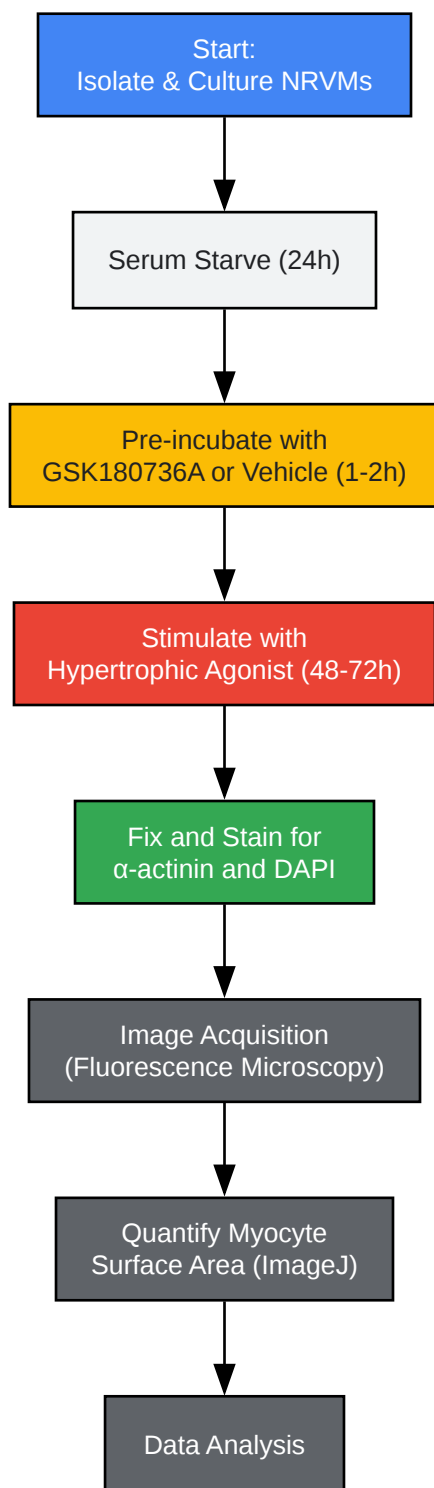 Start:
Isolate & Culture NRVMs
Serum Starve (24h)
Pre-incubate with
GSK180736A or Vehicle (1-2h)
Stimulate with
Hypertrophic Agonist (48-72h)
Fix and Stain for
α-actinin and DAPI
Image Acquisition
(Fluorescence Microscopy)
Quantify Myocyte
Surface Area (ImageJ)
Data Analysis